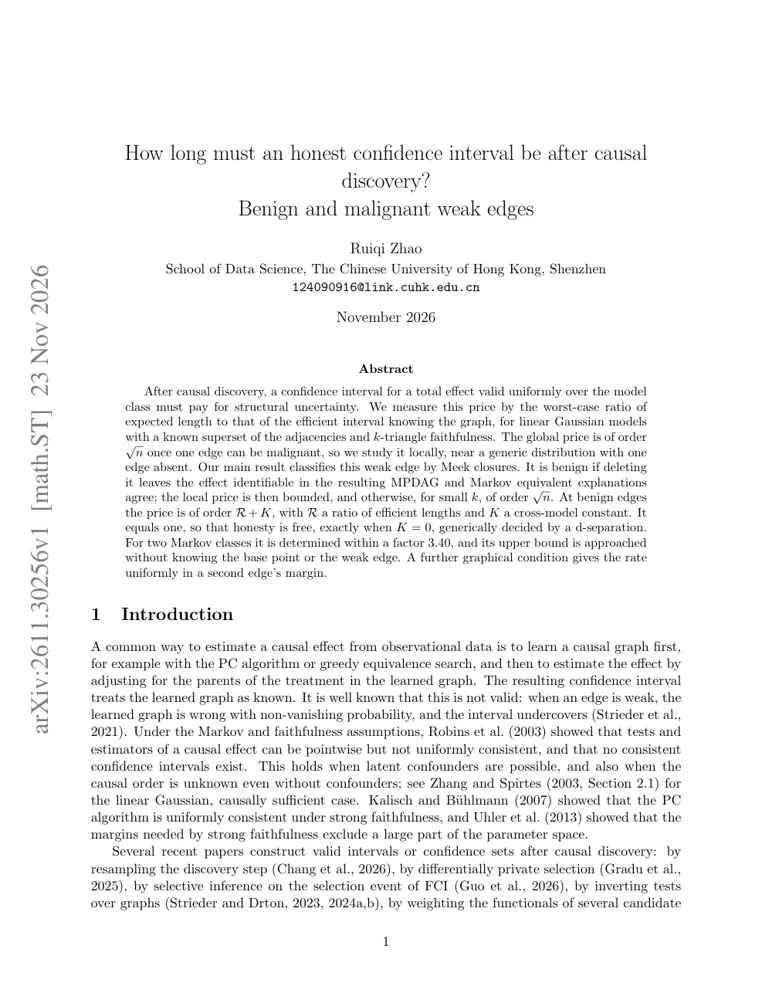 How long must an honest confidence interval be after causal
discovery?
Benign and malignant weak edges
Ruiqi Zhao
School of Data Science, The Chinese University of Hong Kong, Shenzhen
124090916@link.cuhk.edu.cn
November 2026
Abstract
After causal discovery, a confidence interval for a total effect valid uniformly over the model
class must pay for structural uncertainty. We measure this price by the worst-case ratio of
expected length to that of the efficient interval knowing the graph, for linear Gaussian models
with a known superset of the adjacencies and k-triangle faithfulness. The global price is of order
√n once one edge can be malignant, so we study it locally, near a generic distribution with one
edge absent. Our main result classifies this weak edge by Meek closures. It is benign if deleting
it leaves the effect identifiable in the resulting MPDAG and Markov equivalent explanations
agree; the local price is then bounded, and otherwise, for small k, of order √n. At benign edges
the price is of order R + K, with R a ratio of efficient lengths and K a cross-model constant. It
equals one, so that honesty is free, exactly when K = 0, generically decided by a d-separation.
For two Markov classes it is determined within a factor 3.40, and its upper bound is approached
without knowing the base point or the weak edge. A further graphical condition gives the rate
uniformly in a second edge's margin.
1 Introduction
A common way to estimate a causal effect from observational data is to learn a causal graph first,
for example with the PC algorithm or greedy equivalence search, and then to estimate the effect by
adjusting for the parents of the treatment in the learned graph. The resulting confidence interval
treats the learned graph as known. It is well known that this is not valid: when an edge is weak, the
learned graph is wrong with non-vanishing probability, and the interval undercovers (Strieder et al.,
2021). Under the Markov and faithfulness assumptions, Robins et al. (2003) showed that tests and
estimators of a causal effect can be pointwise but not uniformly consistent, and that no consistent
confidence intervals exist. This holds when latent confounders are possible, and also when the
causal order is unknown even without confounders; see Zhang and Spirtes (2003, Section 2.1) for
the linear Gaussian, causally sufficient case. Kalisch and Bühlmann (2007) showed that the PC
algorithm is uniformly consistent under strong faithfulness, and Uhler et al. (2013) showed that the
margins needed by strong faithfulness exclude a large part of the parameter space.
Several recent papers construct valid intervals or confidence sets after causal discovery: by
resampling the discovery step (Chang et al., 2026), by differentially private selection (Gradu et al.,
2025), by selective inference on the selection event of FCI (Guo et al., 2026), by inverting tests
over graphs (Strieder and Drton, 2023, 2024a,b), by weighting the functionals of several candidate
1
arXiv:2611.30256v1 [math.ST] 23 Nov 2026